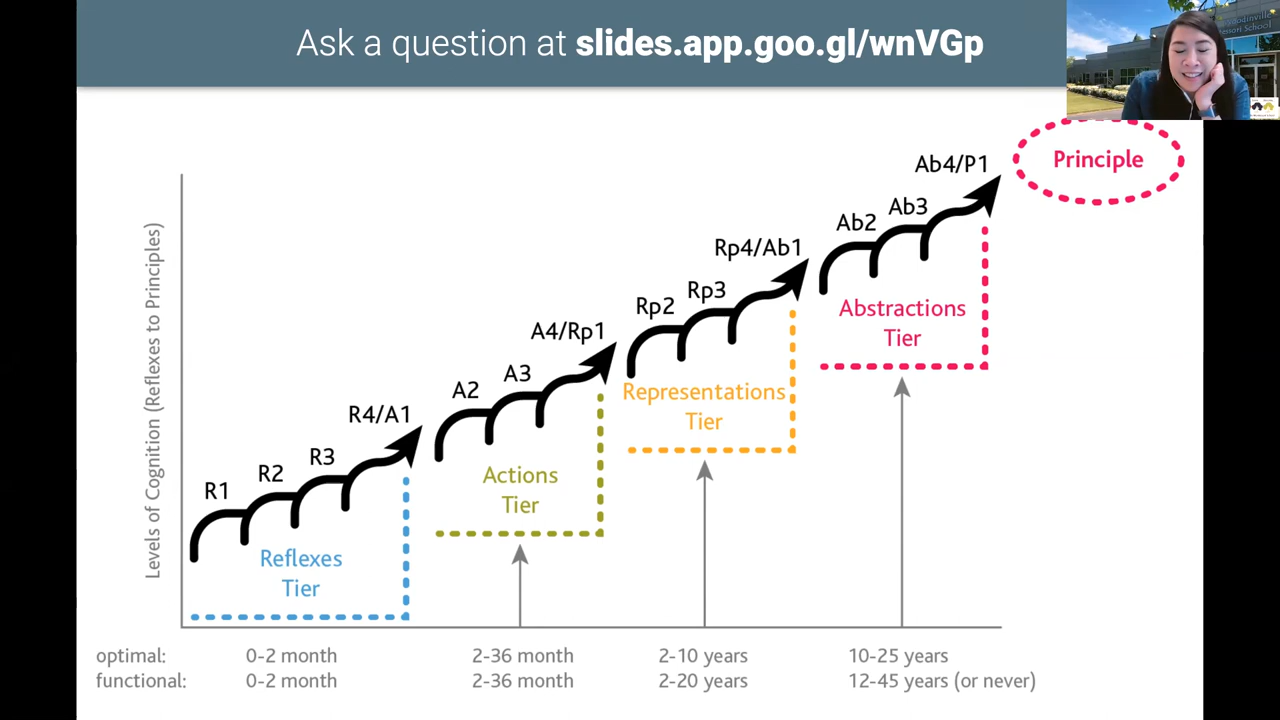 Ask a question at slides.app.goo.gl/wnVGp
Principle
Ab4/P1
Ab3
Ab2
Rp4/Ab1
Rp3
Rp2
Abstractions
Tier
A4/Rp1
A3
A2
Representations
Tier
R4/A1
R3
R2
R1
Actions
Tier
Reflexes
Tier
Levels of Cognition (Reflexes to Principles)
optimal: 0-2 month 2-36 month 2-10 years 10-25 years
functional: 0-2 month 2-36 month 2-20 years 12-45 years (or never)